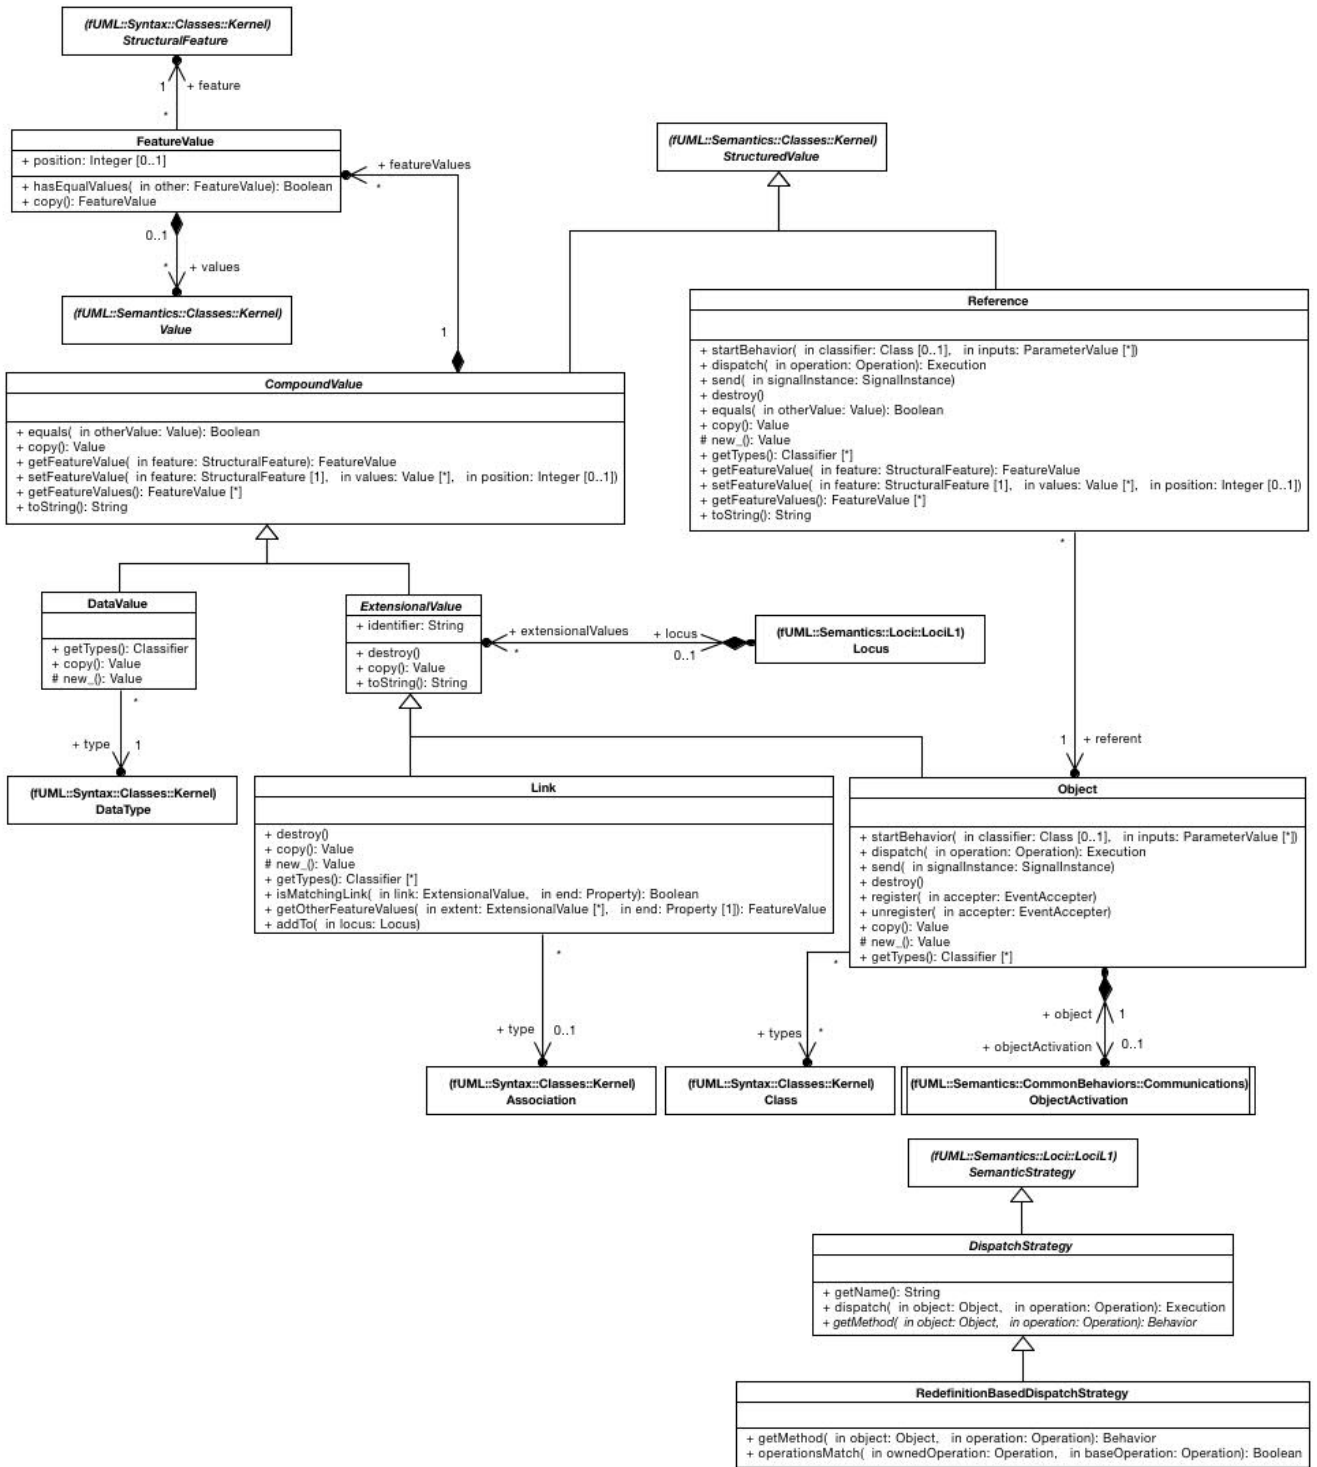 (fUML::Syntax::Classes::Kernel)
StructuralFeature
1
+ feature
*
FeatureValue
+ position: Integer [0..1]
+ hasEqualValues( in other: FeatureValue): Boolean
+ copy(): FeatureValue
+ featureValues
*
(fUML::Semantics::Classes::Kernel)
StructuredValue
0..1
*
+ values
(fUML::Semantics::Classes::Kernel)
Value
1
Reference
+ startBehavior( in classifier: Class [0..1], in inputs: ParameterValue [*])
+ dispatch( in operation: Operation): Execution
+ send( in signalInstance: SignalInstance)
+ destroy()
+ equals( in otherValue: Value): Boolean
+ copy(): Value
# new_(): Value
+ getTypes(): Classifier [*]
+ getFeatureValue( in feature: StructuralFeature): FeatureValue
+ setFeatureValue( in feature: StructuralFeature [1], in values: Value [*], in position: Integer [0..1])
+ getFeatureValues(): FeatureValue [*]
+ toString(): String
CompoundValue
+ equals( in otherValue: Value): Boolean
+ copy(): Value
+ getFeatureValue( in feature: StructuralFeature): FeatureValue
+ setFeatureValue( in feature: StructuralFeature [1], in values: Value [*], in position: Integer [0..1])
+ getFeatureValues(): FeatureValue [*]
+ toString(): String
*
DataValue
+ getTypes(): Classifier
+ copy(): Value
# new_(): Value
*
+ type
1
(fUML::Syntax::Classes::Kernel)
DataType
ExtensionalValue
+ identifier: String
+ destroy()
+ copy(): Value
+ toString(): String
+ extensionalValues
*
+ locus
0..1
(fUML::Semantics::Loci::LociL1)
Locus
1
+ referent
Link
+ destroy()
+ copy(): Value
# new_(): Value
+ getTypes(): Classifier [*]
+ isMatchingLink( in link: ExtensionalValue, in end: Property): Boolean
+ getOtherFeatureValues( in extent: ExtensionalValue [*], in end: Property [1]): FeatureValue
+ addTo( in locus: Locus)
*
+ type
0..1
(fUML::Syntax::Classes::Kernel)
Association
Object
+ startBehavior( in classifier: Class [0..1], in inputs: ParameterValue [*])
+ dispatch( in operation: Operation): Execution
+ send( in signalInstance: SignalInstance)
+ destroy()
+ register( in accepter: EventAccepter)
+ unregister( in accepter: EventAccepter)
+ copy(): Value
# new_(): Value
+ getTypes(): Classifier [*]
*
+ types
*
(fUML::Syntax::Classes::Kernel)
Class
+ object
1
+ objectActivation
0..1
(fUML::Semantics::CommonBehaviors::Communications)
ObjectActivation
(fUML::Semantics::Loci::LociL1)
SemanticStrategy
DispatchStrategy
+ getName(): String
+ dispatch( in object: Object, in operation: Operation): Execution
+ getMethod( in object: Object, in operation: Operation): Behavior
RedefinitionBasedDispatchStrategy
+ getMethod( in object: Object, in operation: Operation): Behavior
+ operationsMatch( in ownedOperation: Operation, in baseOperation: Operation): Boolean